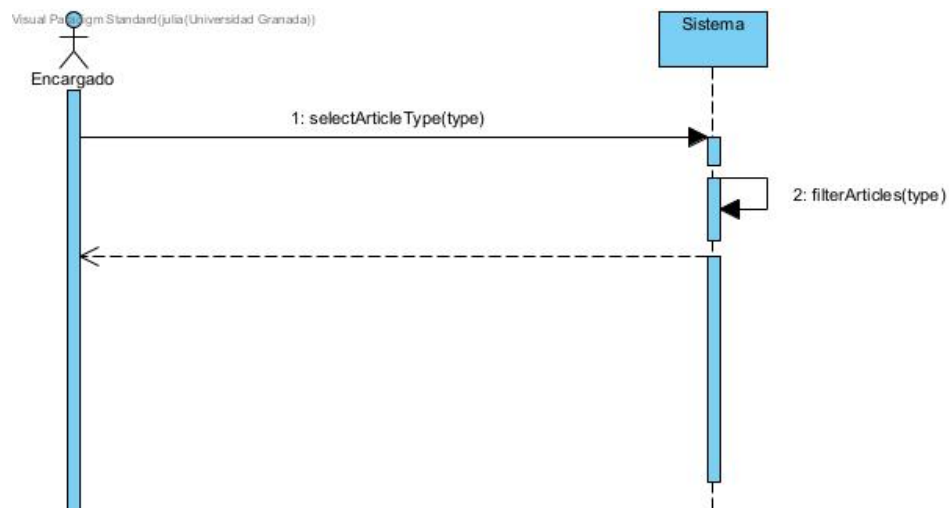 Visual Paradigm Standard(julia(Universidad Granada))
Sistema
Encargado
1: selectArticleType(type)
2: filterArticles(type)